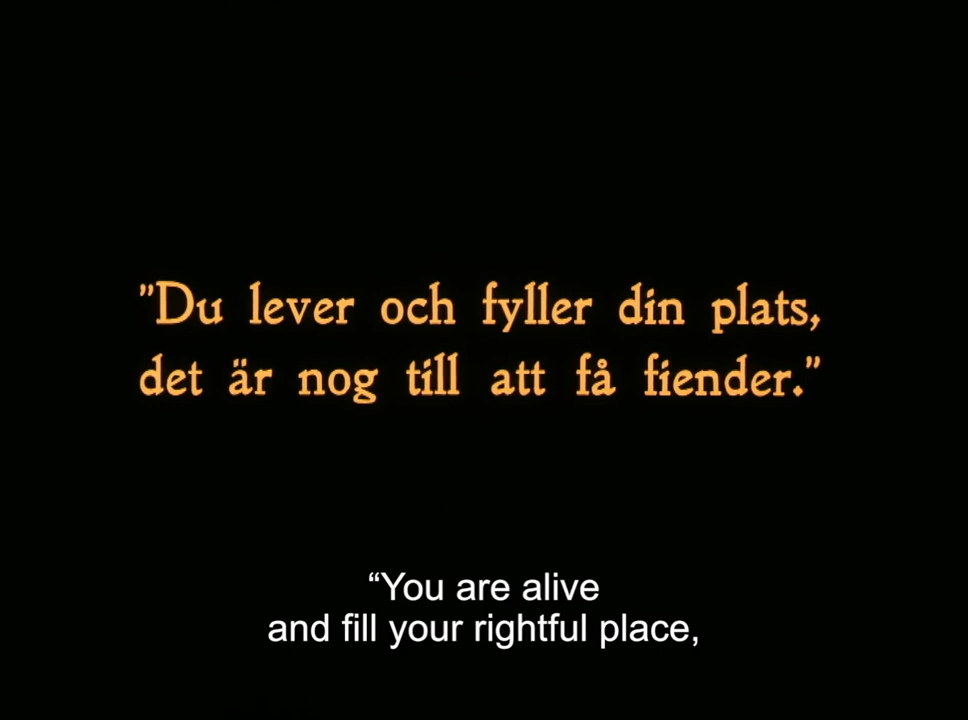 "Du lever och fyller din plats,
det är nog till att få fiender."
“You are alive
and fill your rightful place,